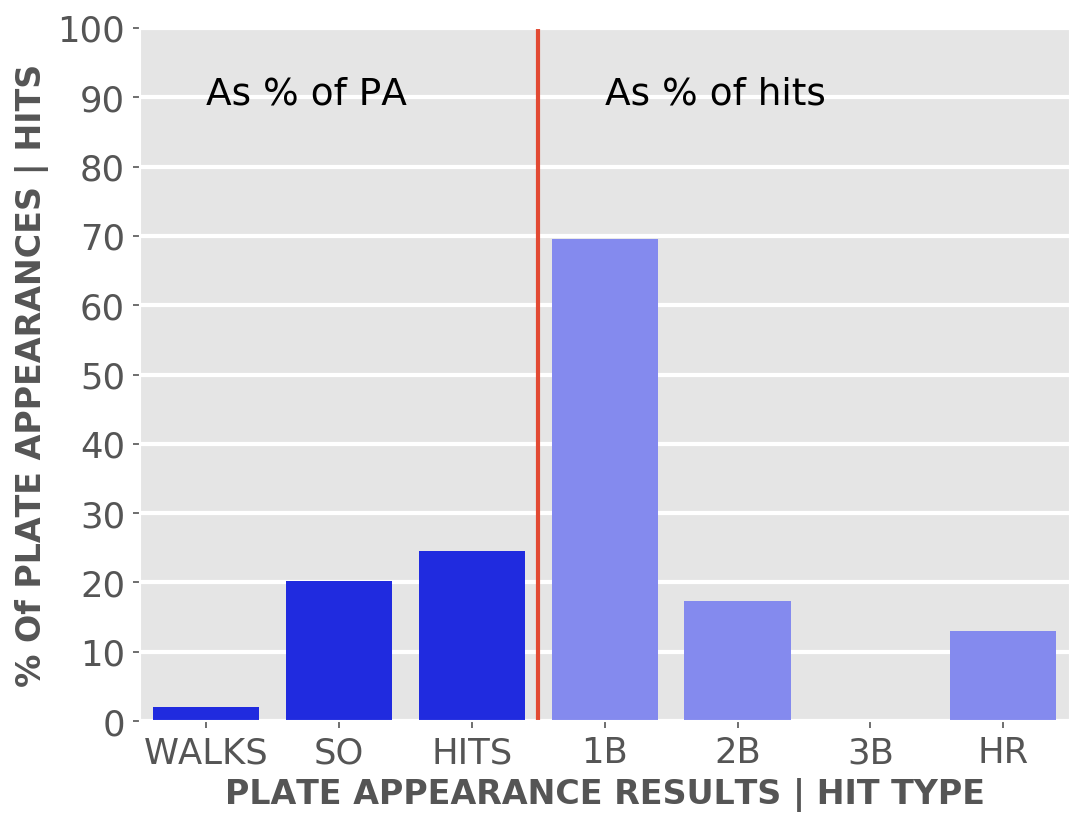 100
90
80
70
60
50
40
30
20
10
0
% Of PLATE APPEARANCES | HITS
As % of PA
As % of hits
WALKS SO HITS 1B 2B 3B HR
PLATE APPEARANCE RESULTS | HIT TYPE